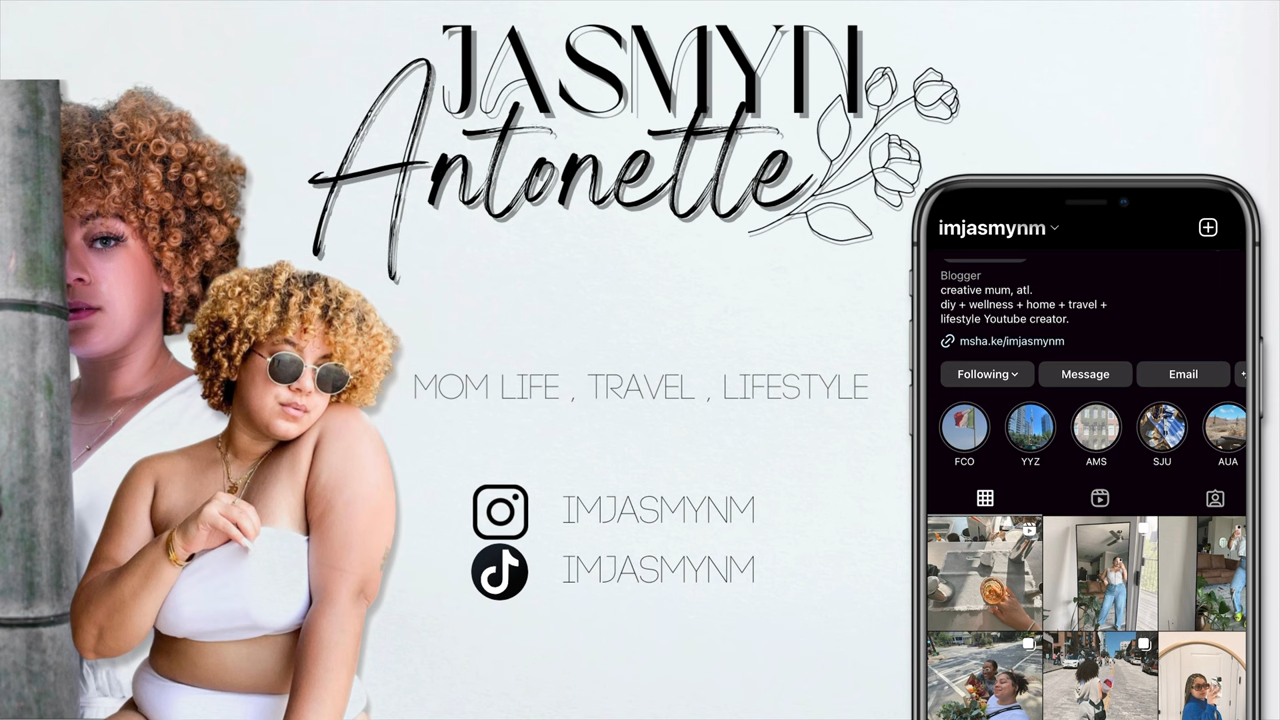 JASMYN
Antonette
MOM LIFE , TRAVEL , LIFESTYLE
IMJASMYNM
IMJASMYNM
imjasmynm
Blogger
creative mum, atl.
diy + wellness + home + travel +
lifestyle Youtube creator.
msha.ke/imjasmynm
Following Message Email
FCO YYZ AMS SJU AUA